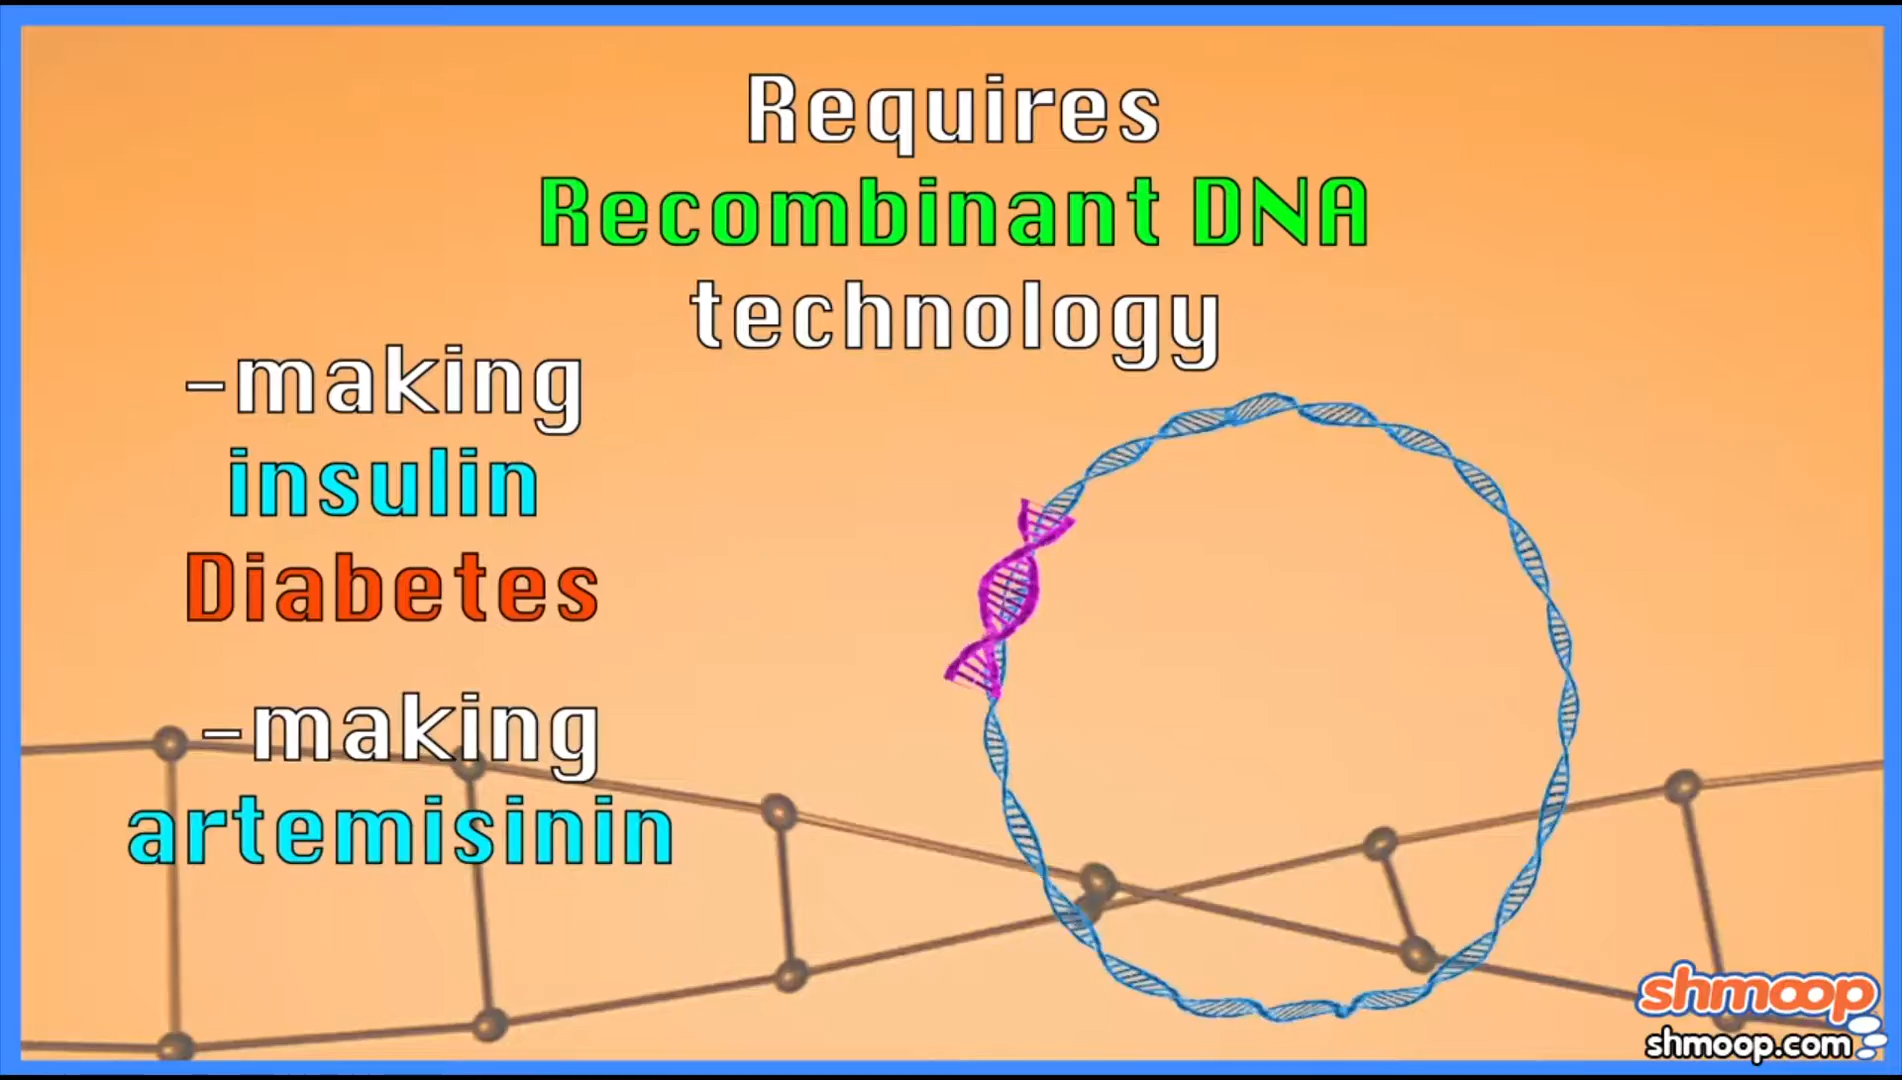 Requires
Recombinant DNA
technology
-making
insulin
Diabetes
-making
artemisinin
shmoop
shmoop.com